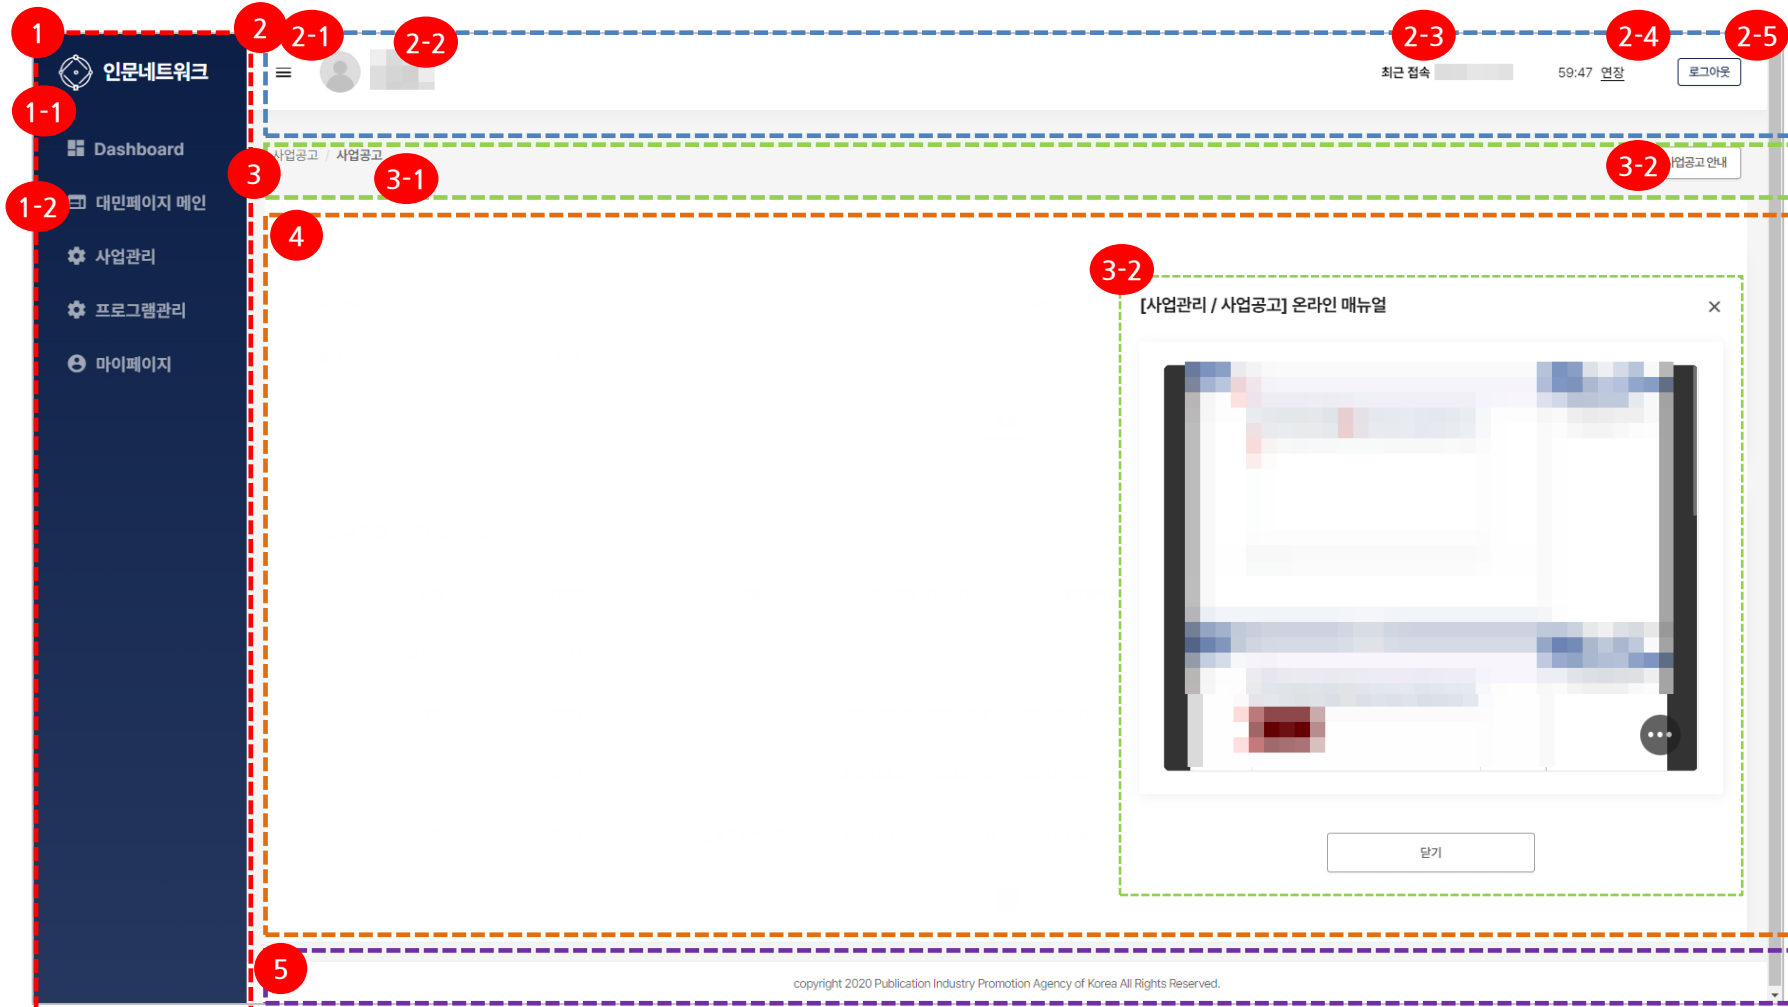 1
2
2-1
2-2
2-3
2-4
2-5
인문네트워크
최근 접속
59:47 연장
로그아웃
1-1
Dashboard
3
사업공고 / 사업공고
3-1
3-2
사업공고 안내
1-2
대민페이지 메인
4
사업관리
3-2
[사업관리 / 사업공고] 온라인 매뉴얼
프로그램관리
마이페이지
닫기
5
copyright 2020 Publication Industry Promotion Agency of Korea All Rights Reserved.